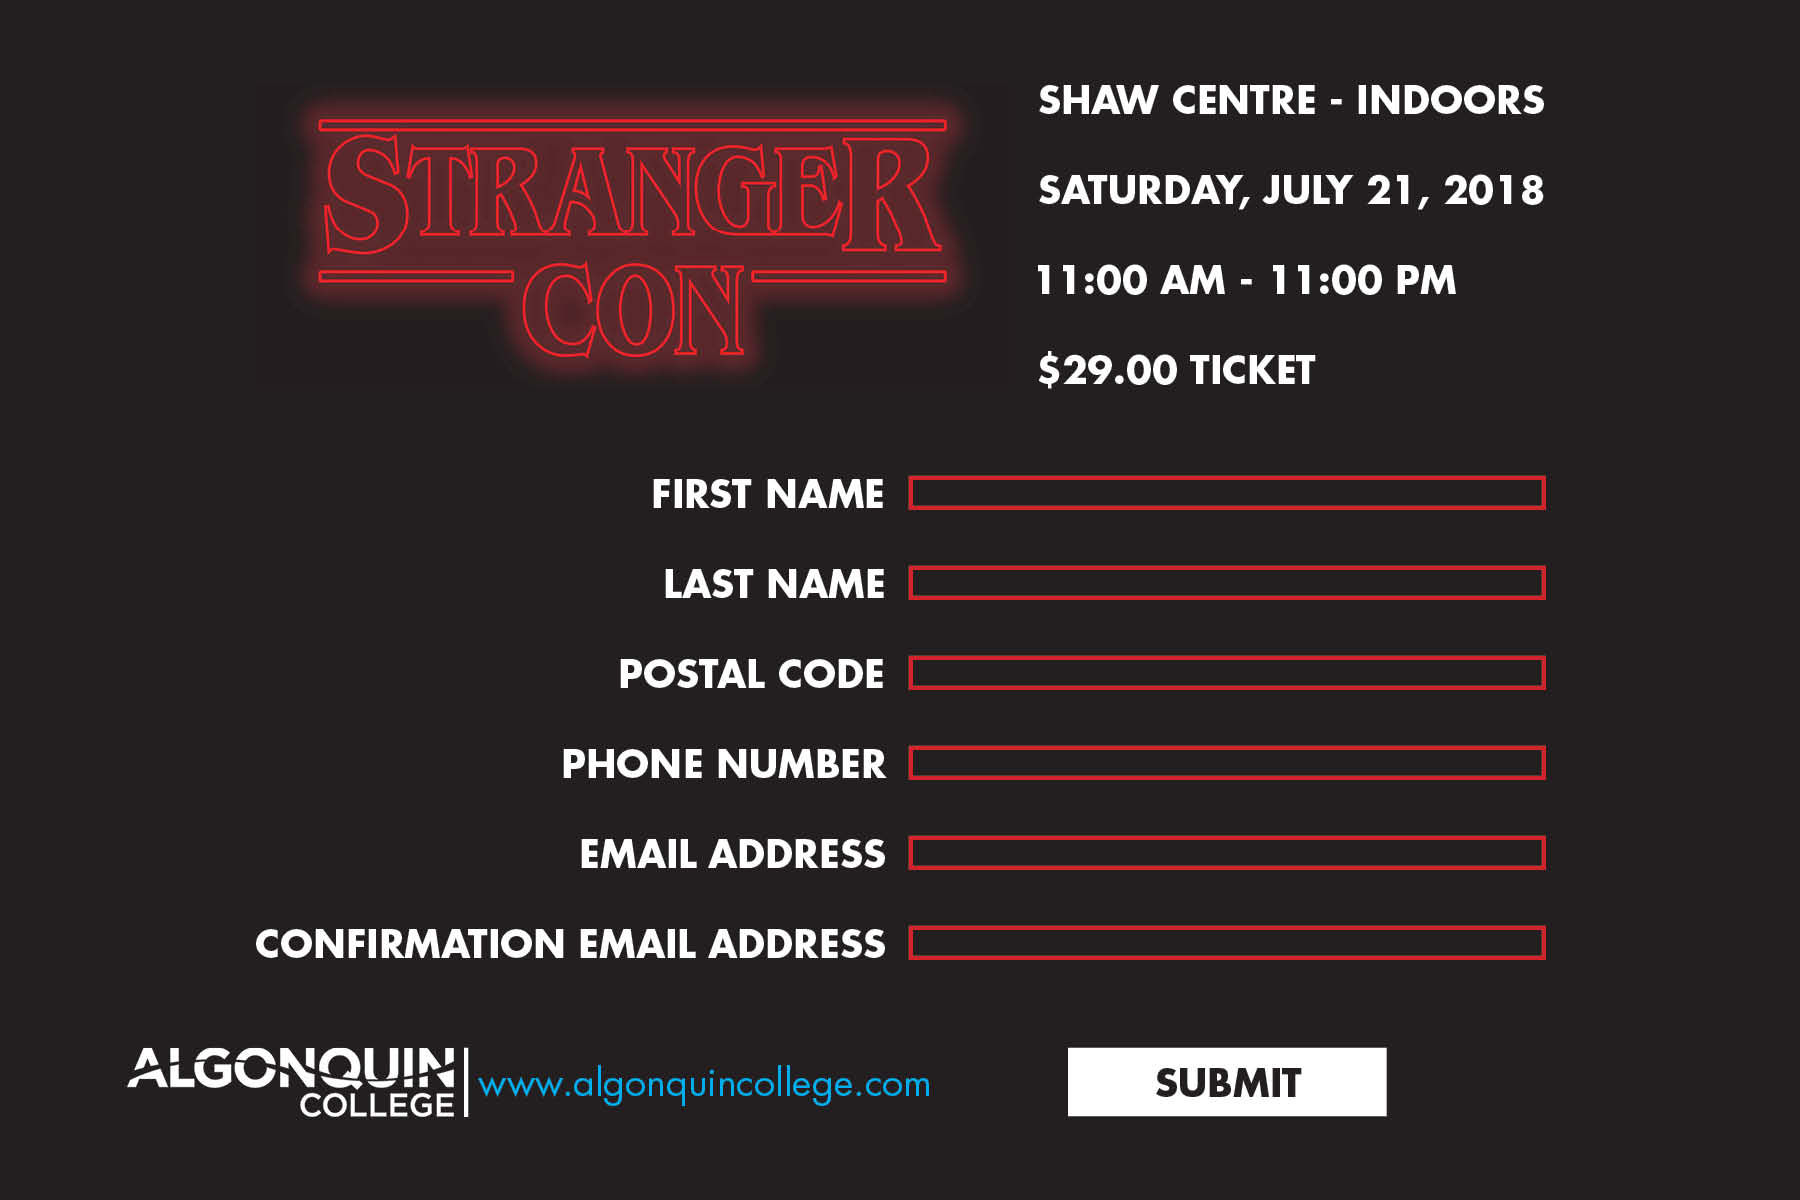 STRANGER
CON
SHAW CENTRE - INDOORS
SATURDAY, JULY 21, 2018
11:00 AM - 11:00 PM
$29.00 TICKET
FIRST NAME
LAST NAME
POSTAL CODE
PHONE NUMBER
EMAIL ADDRESS
CONFIRMATION EMAIL ADDRESS
ALGONQUIN
COLLEGE
www.algonquincollege.com
SUBMIT